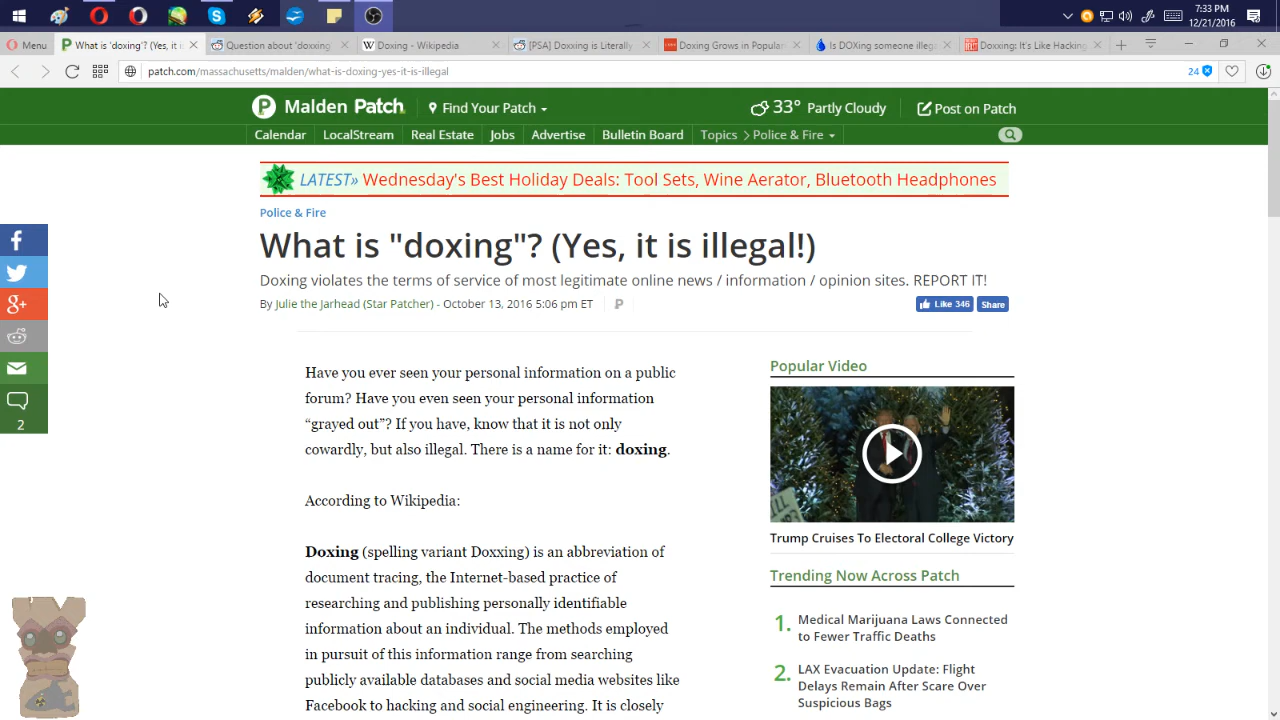 7:33 PM
12/21/2016
Menu
What is 'doxing'? (Yes, it is
Question about 'doxxing'
Doxing - Wikipedia
[PSA] Doxxing is Literally
Doxing Grows in Popular
Is DOXing someone illega
Doxxing: It's Like Hacking
patch.com/massachusetts/malden/what-is-doxing-yes-it-is-illegal
24
Malden Patch
Find Your Patch
33° Partly Cloudy
Post on Patch
Calendar LocalStream Real Estate Jobs Advertise Bulletin Board Topics > Police & Fire
LATEST» Wednesday's Best Holiday Deals: Tool Sets, Wine Aerator, Bluetooth Headphones
Police & Fire
What is "doxing"? (Yes, it is illegal!)
Doxing violates the terms of service of most legitimate online news / information / opinion sites. REPORT IT!
By Julie the Jarhead (Star Patcher) - October 13, 2016 5:06 pm ET
Like 346
Share
2
Have you ever seen your personal information on a public
forum? Have you even seen your personal information
“grayed out”? If you have, know that it is not only
cowardly, but also illegal. There is a name for it: doxing.
According to Wikipedia:
Doxing (spelling variant Doxxing) is an abbreviation of
document tracing, the Internet-based practice of
researching and publishing personally identifiable
information about an individual. The methods employed
in pursuit of this information range from searching
publicly available databases and social media websites like
Facebook to hacking and social engineering. It is closely
Popular Video
Trump Cruises To Electoral College Victory
Trending Now Across Patch
1. Medical Marijuana Laws Connected
to Fewer Traffic Deaths
2. LAX Evacuation Update: Flight
Delays Remain After Scare Over
Suspicious Bags